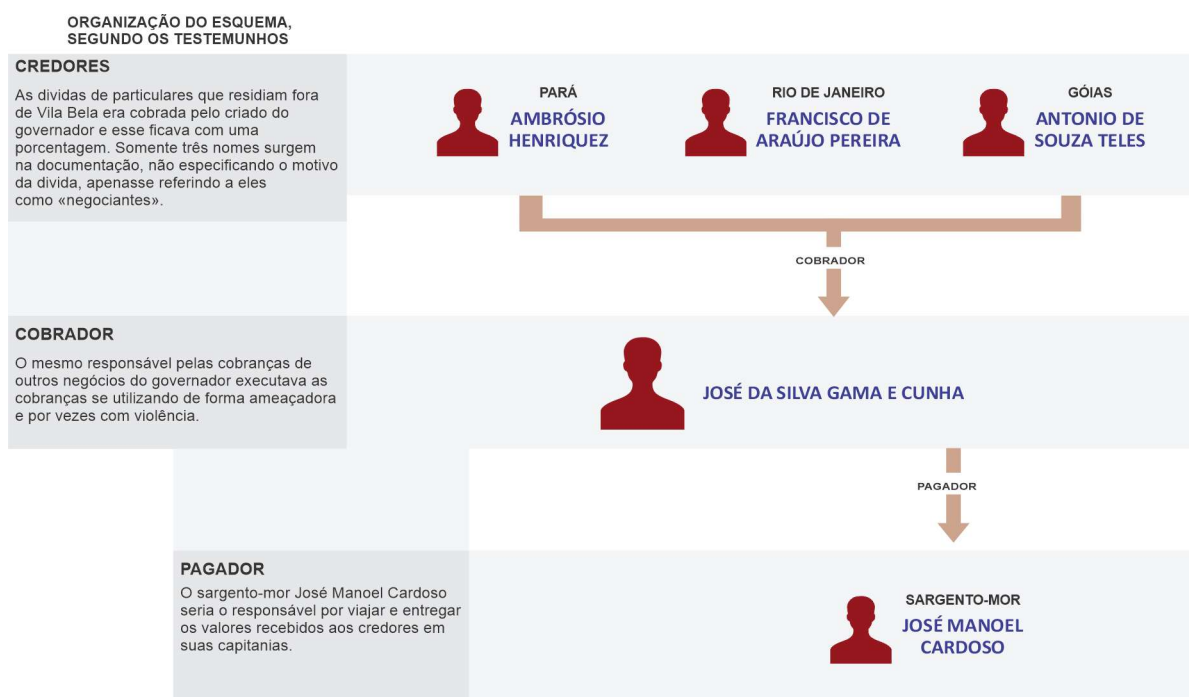 ORGANIZAÇÃO DO ESQUEMA,
SEGUNDO OS TESTEMUNHOS
CREDORES
As dividas de particulares que residiam fora
de Vila Bela era cobrada pelo criado do
governador e esse ficava com uma
porcentagem. Somente três nomes surgem
na documentação, não especificando o motivo
da divida, apenasse referindo a eles
como «negociantes».
PARÁ
AMBRÓSIO
HENRIQUEZ
RIO DE JANEIRO
FRANCISCO DE
ARAÚJO PEREIRA
GÓIAS
ANTONIO DE
SOUZA TELES
COBRADOR
COBRADOR
O mesmo responsável pelas cobranças de
outros negócios do governador executava as
cobranças se utilizando de forma ameaçadora
e por vezes com violência.
JOSÉ DA SILVA GAMA E CUNHA
PAGADOR
PAGADOR
O sargento-mor José Manoel Cardoso
seria o responsável por viajar e entregar
os valores recebidos aos credores em
suas capitanias.
SARGENTO-MOR
JOSÉ MANOEL
CARDOSO